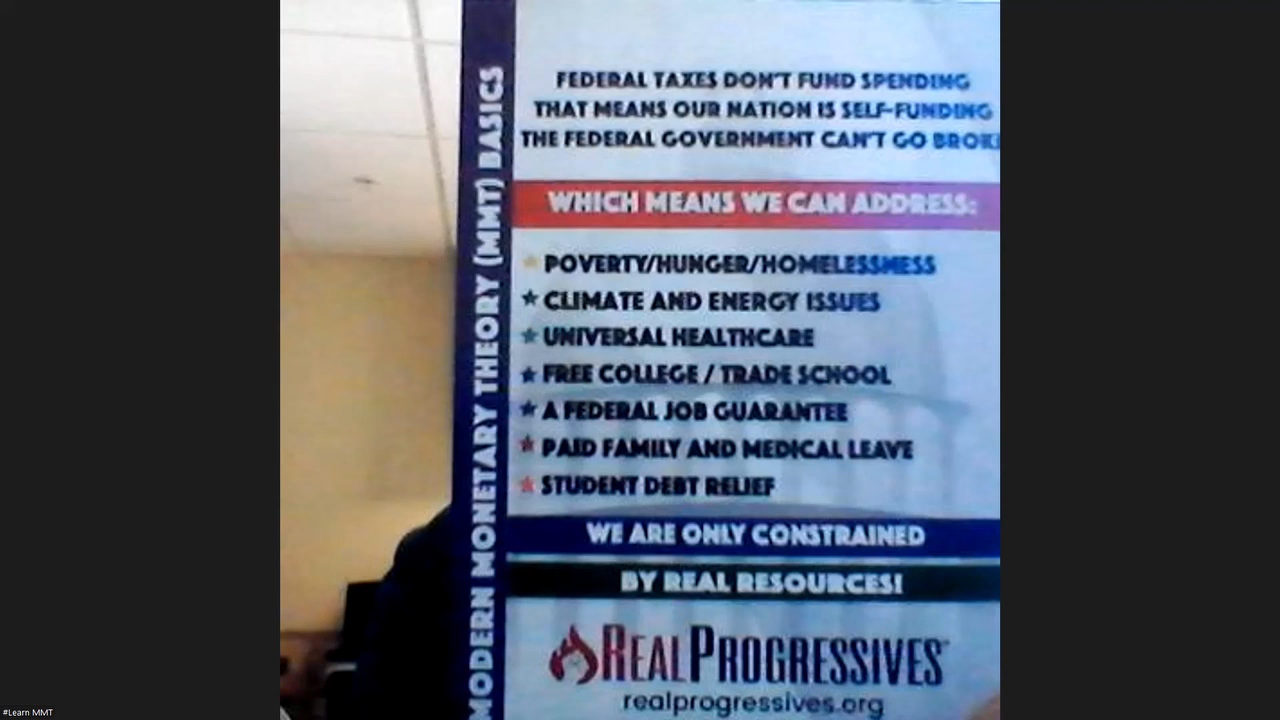 MODERN MONETARY THEORY (MMT) BASICS
FEDERAL TAXES DON'T FUND SPENDING
THAT MEANS OUR NATION IS SELF-FUNDING
THE FEDERAL GOVERNMENT CAN'T GO BROK
WHICH MEANS WE CAN ADDRESS:
★ POVERTY/HUNGER/HOMELESSNESS
★ CLIMATE AND ENERGY ISSUES
★ UNIVERSAL HEALTHCARE
★ FREE COLLEGE / TRADE SCHOOL
★ A FEDERAL JOB GUARANTEE
★ PAID FAMILY AND MEDICAL LEAVE
★ STUDENT DEBT RELIEF
WE ARE ONLY CONSTRAINED
BY REAL RESOURCES!
REALPROGRESSIVES
realprogressives.org
#Learn MMT